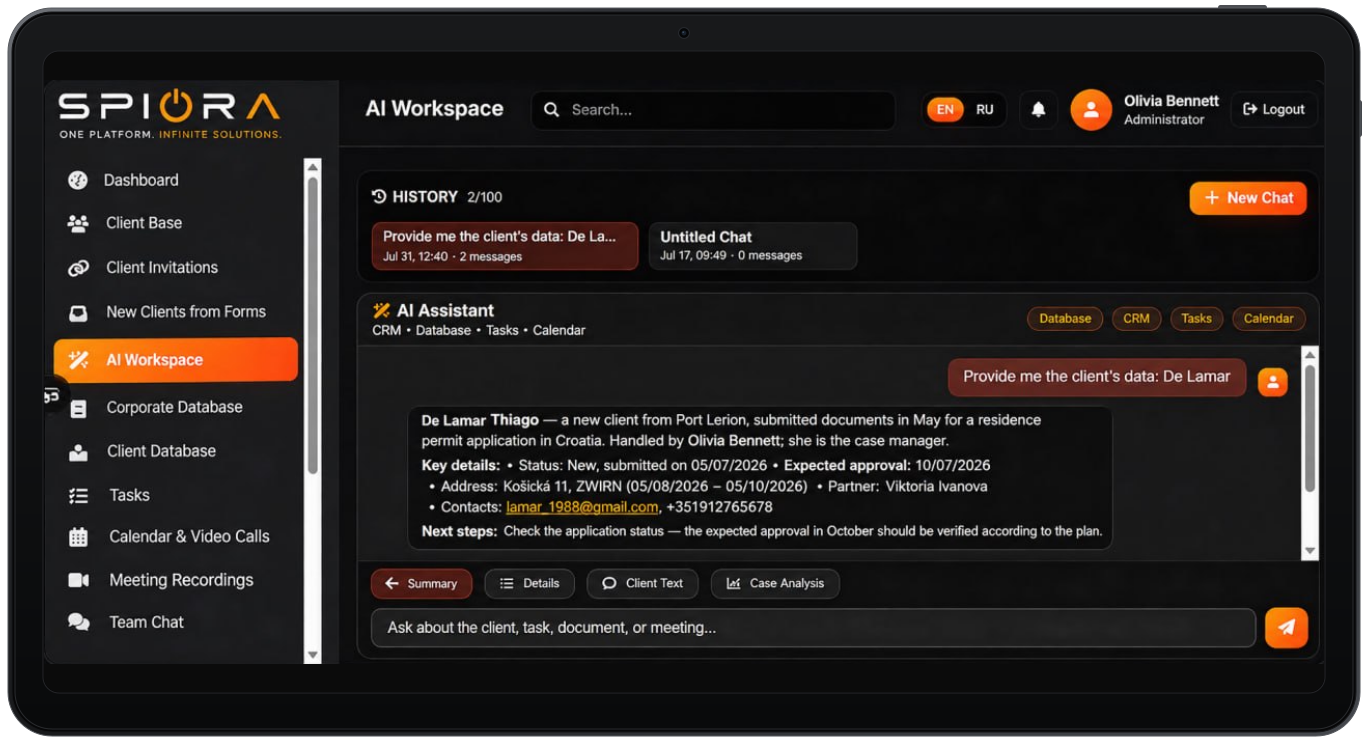 SPIORA
ONE PLATFORM. INFINITE SOLUTIONS.
Dashboard
Client Base
Client Invitations
New Clients from Forms
AI Workspace
Corporate Database
Client Database
Tasks
Calendar & Video Calls
Meeting Recordings
Team Chat
AI Workspace
Search...
EN RU
Olivia Bennett
Administrator
Logout
HISTORY 2/100
+ New Chat
Provide me the client's data: De La...
Jul 31, 12:40 · 2 messages
Untitled Chat
Jul 17, 09:49 · 0 messages
AI Assistant
CRM • Database • Tasks • Calendar
Database CRM Tasks Calendar
Provide me the client's data: De Lamar
De Lamar Thiago — a new client from Port Lerion, submitted documents in May for a residence
permit application in Croatia. Handled by Olivia Bennett; she is the case manager.
Key details: • Status: New, submitted on 05/07/2026 • Expected approval: 10/07/2026
• Address: Košická 11, ZWIRN (05/08/2026 – 05/10/2026) • Partner: Viktoria Ivanova
• Contacts: lamar_1988@gmail.com, +351912765678
Next steps: Check the application status — the expected approval in October should be verified according to the plan.
Summary Details Client Text Case Analysis
Ask about the client, task, document, or meeting...